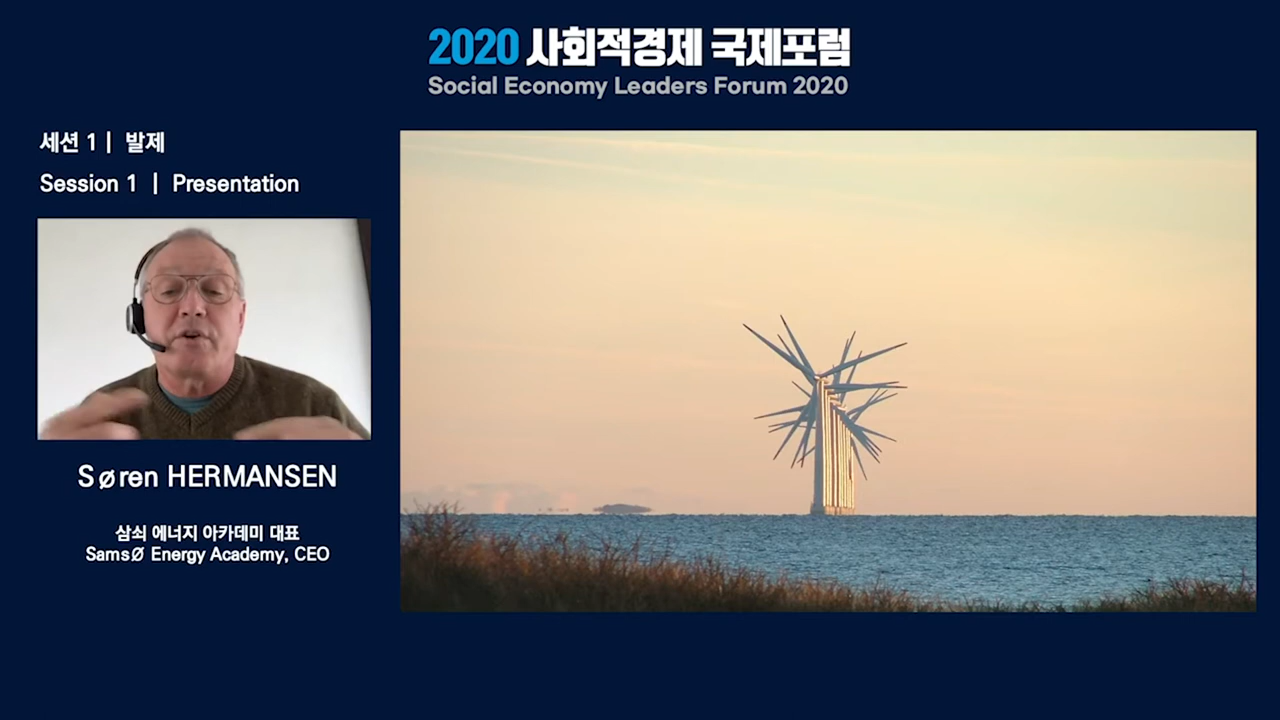 2020 사회적경제 국제포럼
Social Economy Leaders Forum 2020
세션 1 | 발제
Session 1 | Presentation
Søren HERMANSEN
삼쇠 에너지 아카데미 대표
SamsØ Energy Academy, CEO